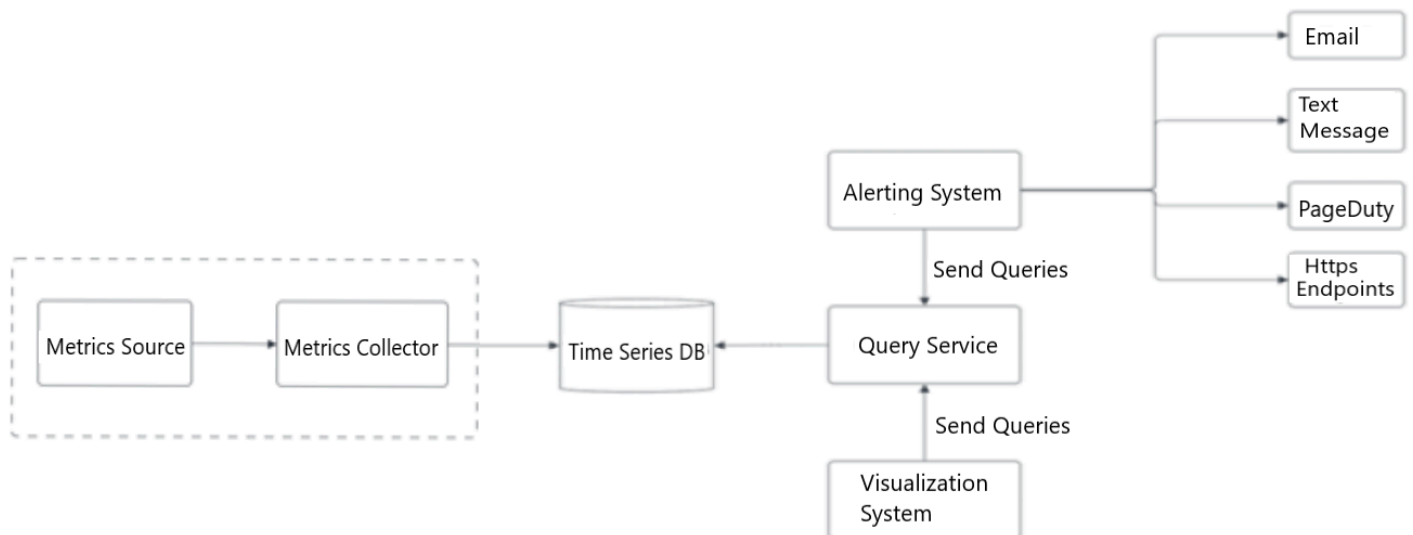 Email
Text
Message
Alerting System
PageDuty
Send Queries
Https
Endpoints
Metrics Source
Metrics Collector
Time Series DB
Query Service
Send Queries
Visualization
System